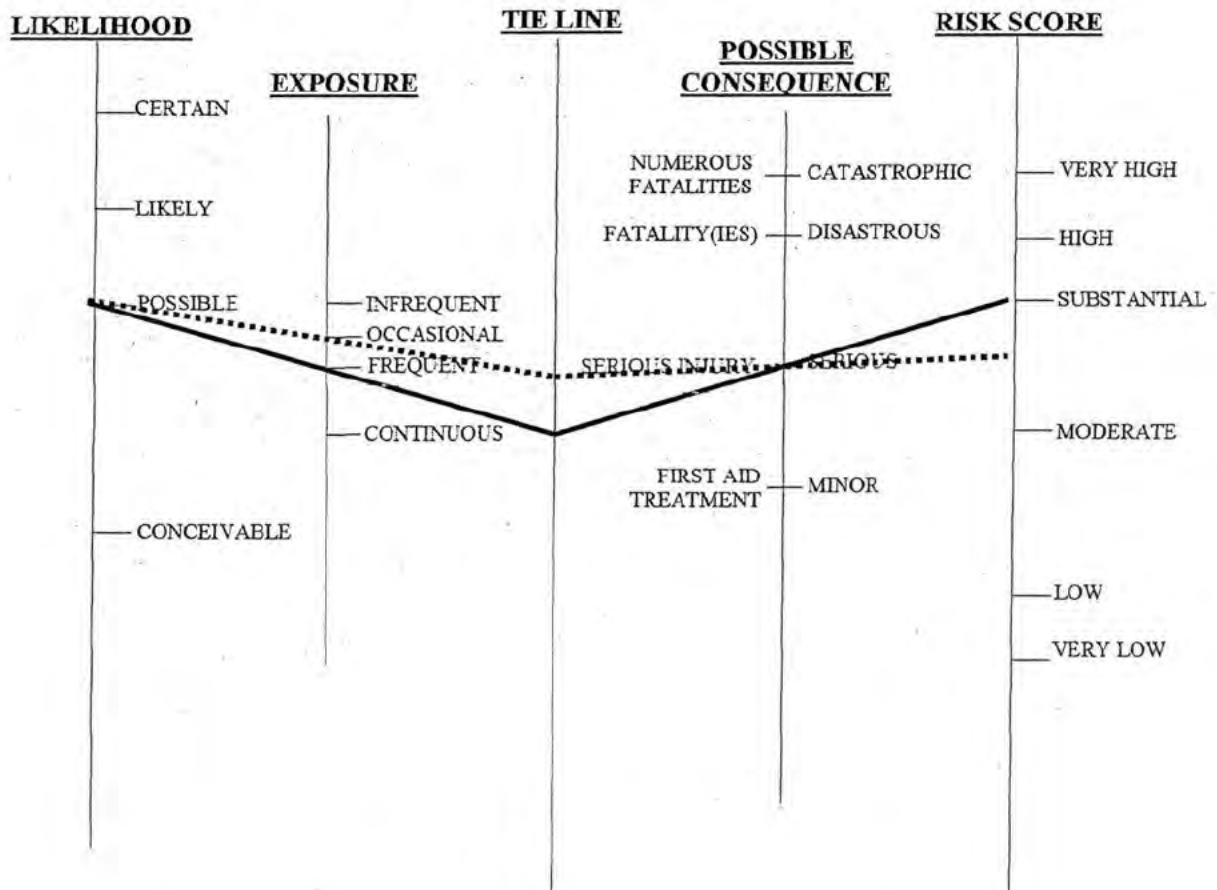 LIKELIHOOD
CERTAIN
LIKELY
POSSIBLE
CONCEIVABLE
EXPOSURE
INFREQUENT
OCCASIONAL
FREQUENT
CONTINUOUS
TIE LINE
POSSIBLE
CONSEQUENCE
NUMEROUS
FATALITIES
CATASTROPHIC
FATALITY(IES)
DISASTROUS
SERIOUS INJURY
SERIOUS
FIRST AID
TREATMENT
MINOR
RISK SCORE
VERY HIGH
HIGH
SUBSTANTIAL
MODERATE
LOW
VERY LOW